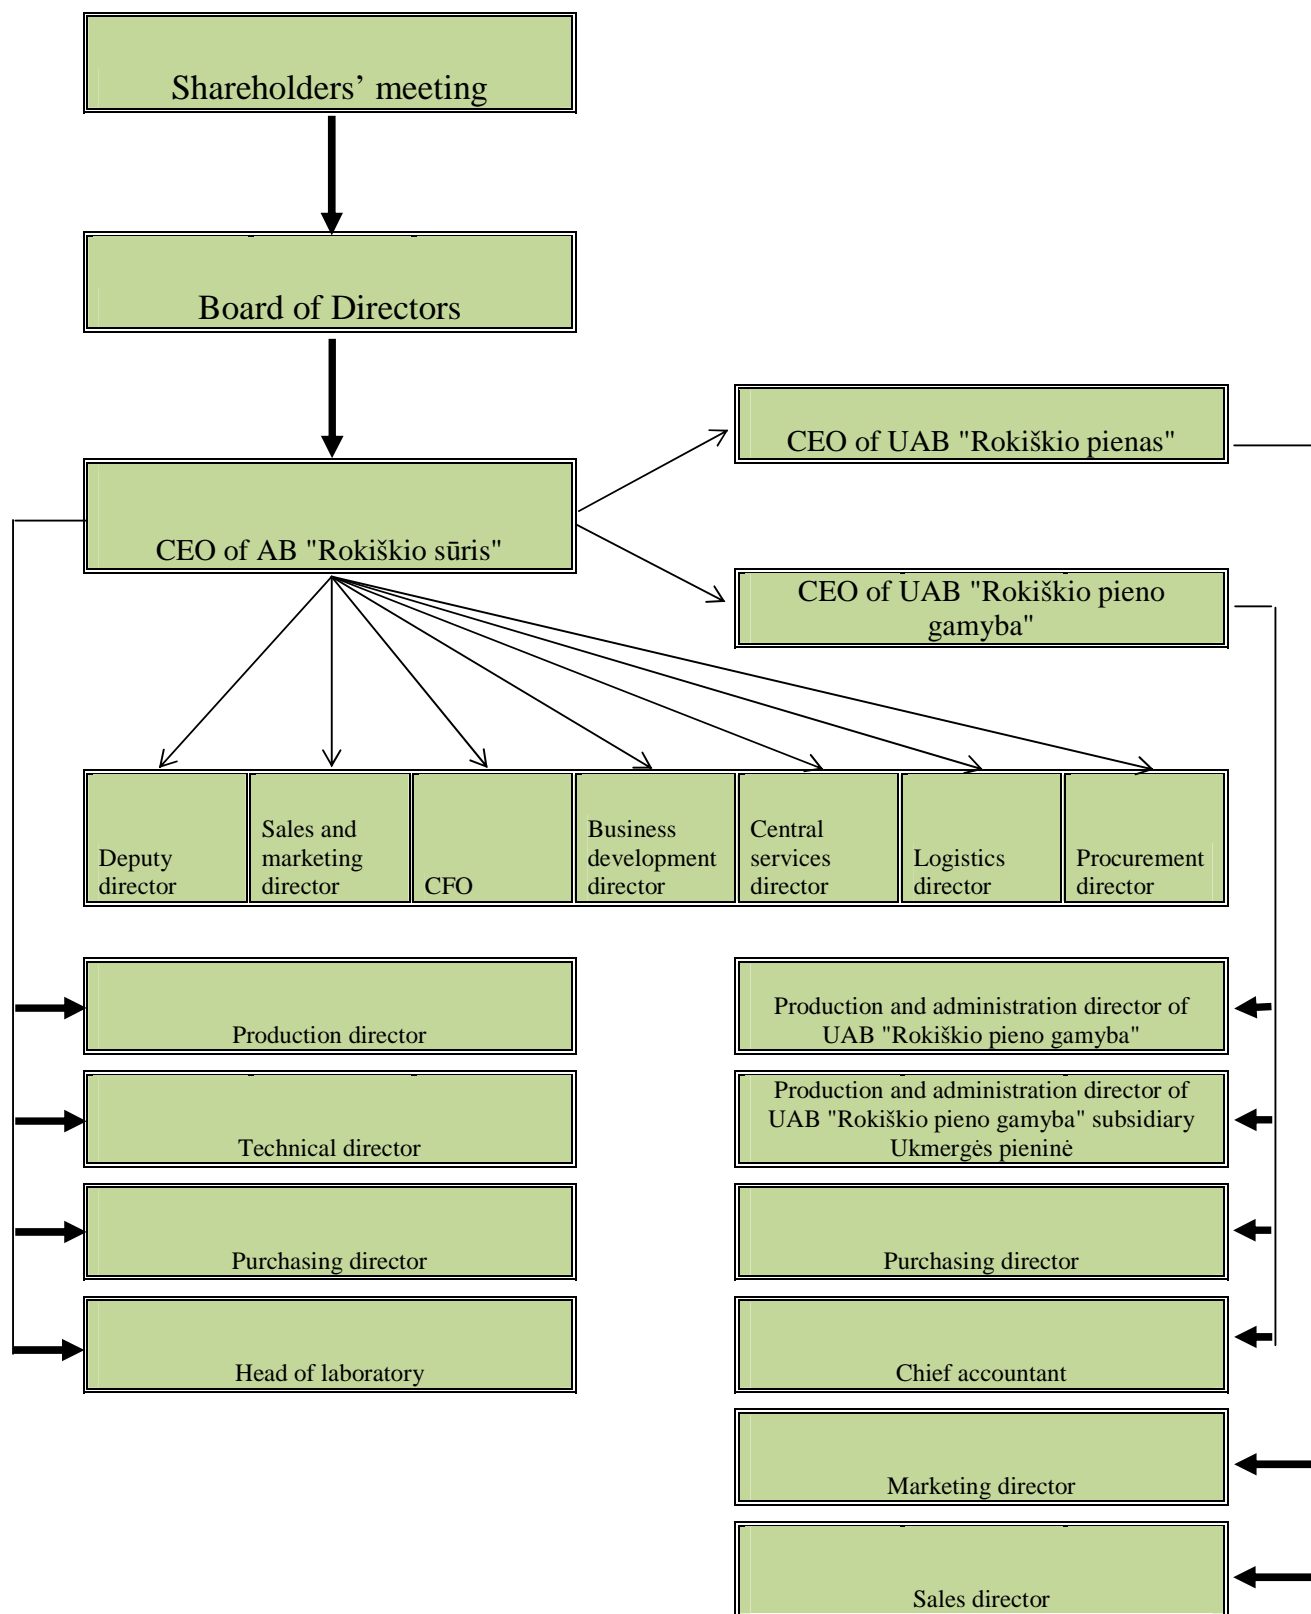 Shareholders’ meeting
Board of Directors
CEO of UAB "Rokiškio pienas"
CEO of AB "Rokiškio sūris"
CEO of UAB "Rokiškio pieno
gamyba"
Deputy
director
Sales and
marketing
director
CFO
Business
development
director
Central
services
director
Logistics
director
Procurement
director
Production director
Production and administration director of
UAB "Rokiškio pieno gamyba"
Technical director
Production and administration director of
UAB "Rokiškio pieno gamyba" subsidiary
Ukmergės pieninė
Purchasing director
Purchasing director
Head of laboratory
Chief accountant
Marketing director
Sales director